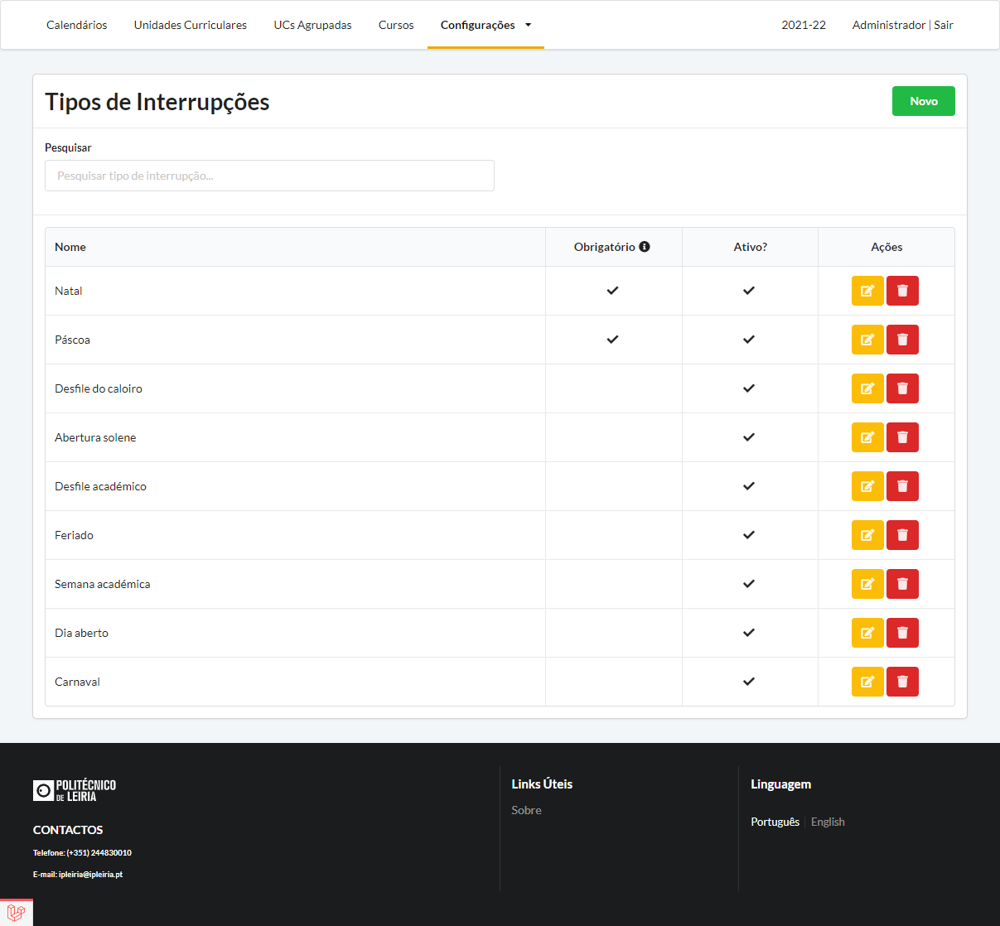 Calendários Unidades Curriculares UCs Agrupadas Cursos Configurações 2021-22 Administrador | Sair
Tipos de Interrupções Novo
Pesquisar
Pesquisar tipo de interrupção...
Nome Obrigatório Ativo? Ações
Natal
Páscoa
Desfile do caloiro
Abertura solene
Desfile académico
Feriado
Semana académica
Dia aberto
Carnaval
POLITÉCNICO
DE LEIRIA
CONTACTOS
Telefone: (+351) 244830010
E-mail: ipleiria@ipleiria.pt
Links Úteis
Sobre
Linguagem
Português English